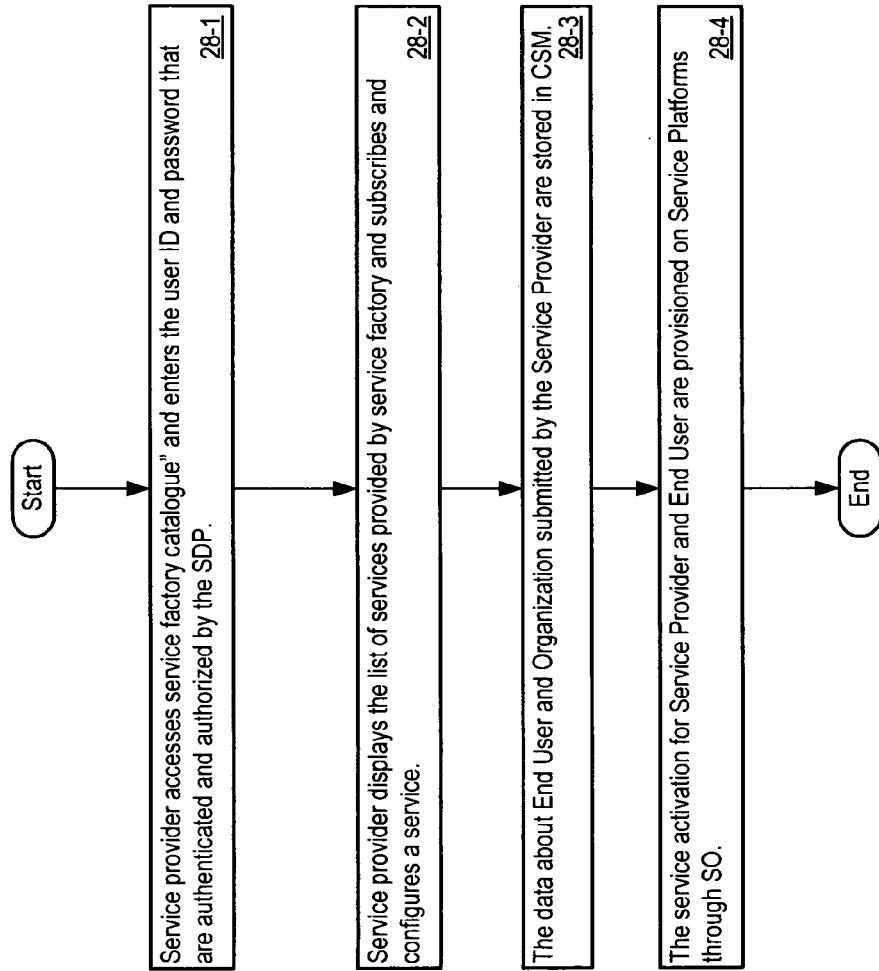 Start
Service provider accesses service factory catalogue" and enters the user ID and password that
are authenticated and authorized by the SDP.
28-1
Service provider displays the list of services provided by service factory and subscribes and
configures a service.
28-2
The data about End User and Organization submitted by the Service Provider are stored in CSM.
28-3
The service activation for Service Provider and End User are provisioned on Service Platforms
through SO.
28-4
End